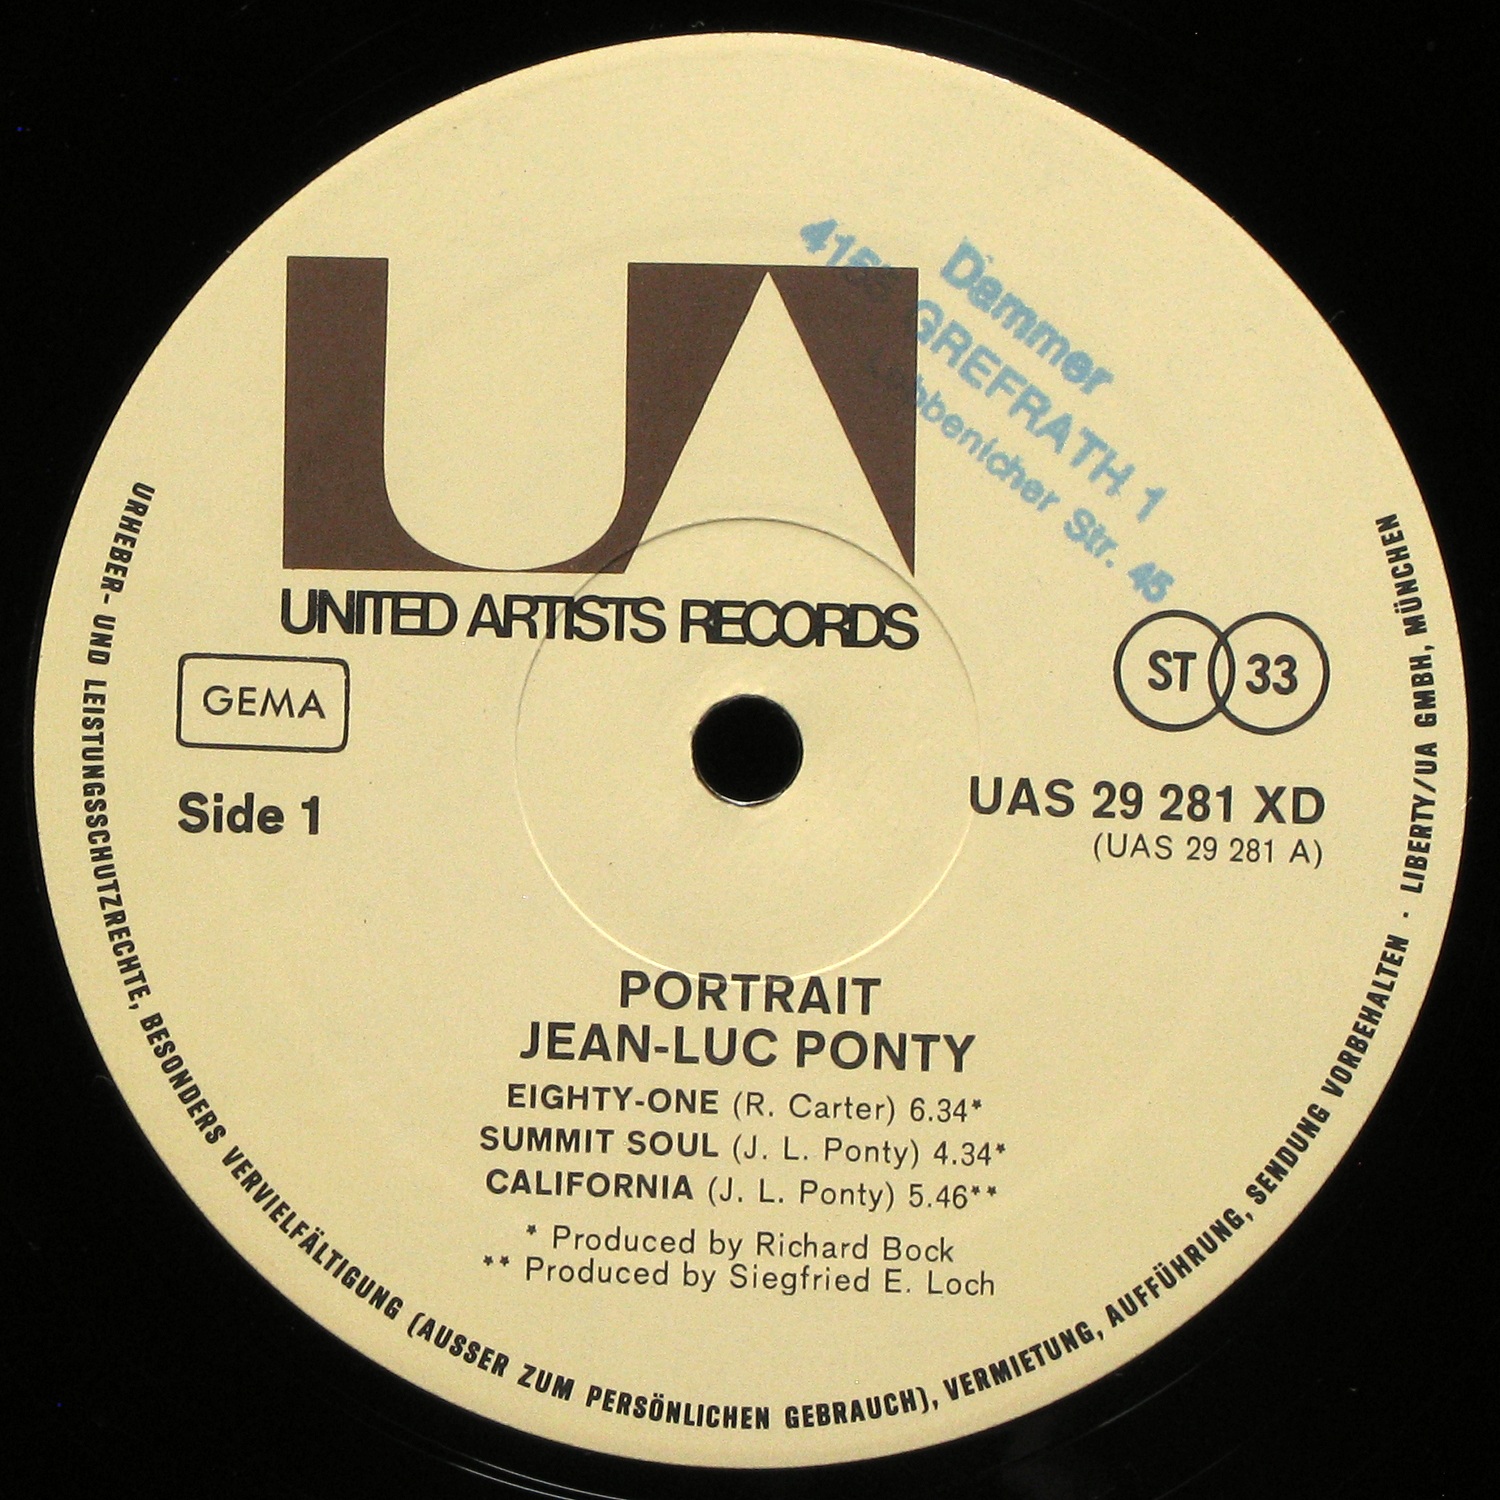 UA
UNITED ARTISTS RECORDS
Dammer
GREFRATH 1
Str. 45
GEMA
ST 33
Side 1
UAS 29 281 XD
(UAS 29 281 A)
PORTRAIT
JEAN-LUC PONTY
EIGHTY-ONE (R. Carter) 6.34*
SUMMIT SOUL (J. L. Ponty) 4.34*
CALIFORNIA (J. L. Ponty) 5.46**
* Produced by Richard Bock
** Produced by Siegfried E. Loch
URHEBER- UND LEISTUNGSSCHUTZRECHTE, BESONDERS VERVIELFÄLTIGUNG (AUSSER ZUM PERSÖNLICHEN GEBRAUCH), VERMIETUNG, AUFFÜHRUNG, SENDUNG VORBEHALTEN · LIBERTY/UA GMBH, MÜNCHEN